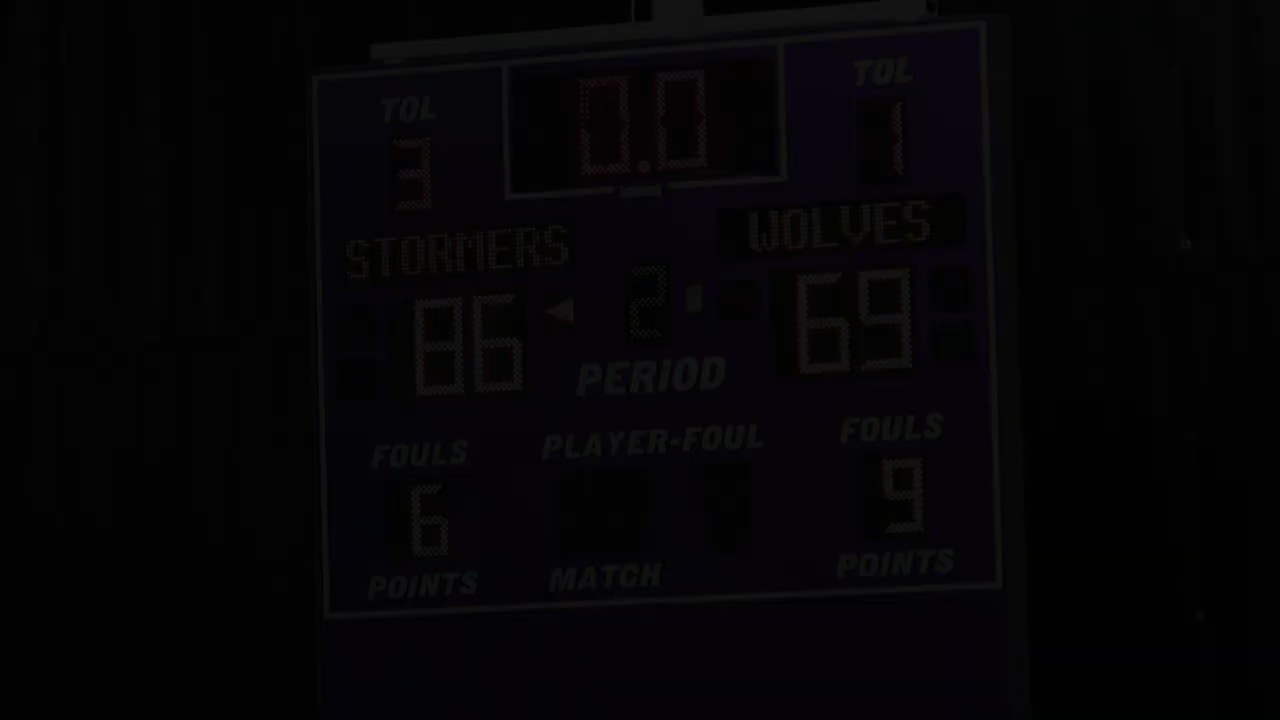 TOL 0.0 TOL
3 1
STORMERS WOLVES
86 2 69
PERIOD
FOULS PLAYER-FOUL FOULS
6 9
POINTS MATCH POINTS